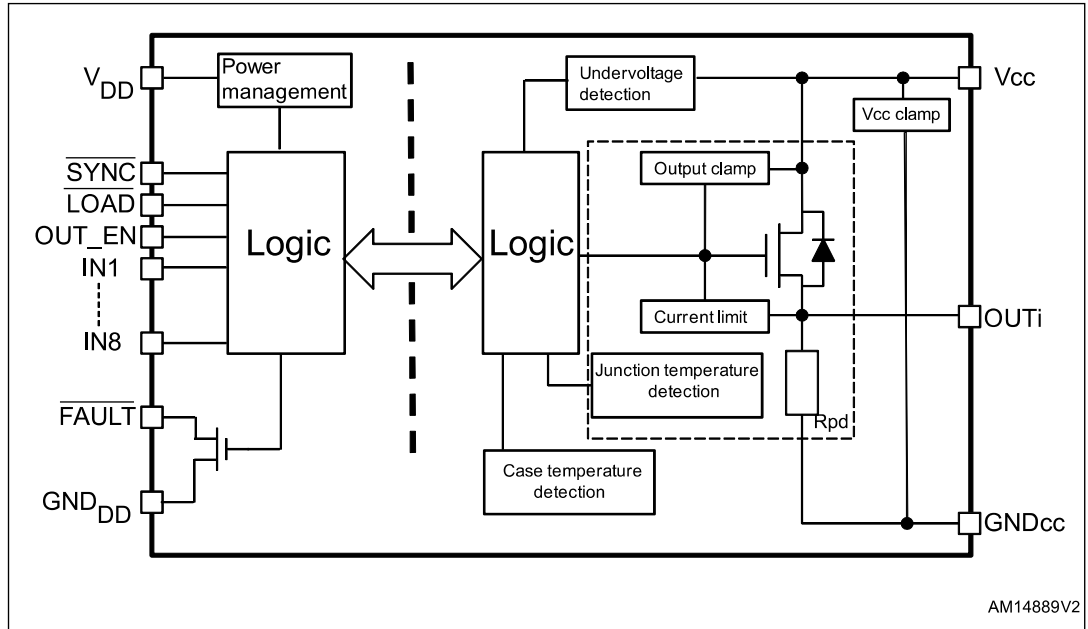 VDD
Power
management
SYNC
LOAD
OUT_EN
IN1
IN8
FAULT
GNDDD
Logic
Logic
Undervoltage
detection
Output clamp
Current limit
Junction temperature
detection
Case temperature
detection
Rpd
Vcc clamp
Vcc
OUTi
GNDcc
AM14889V2